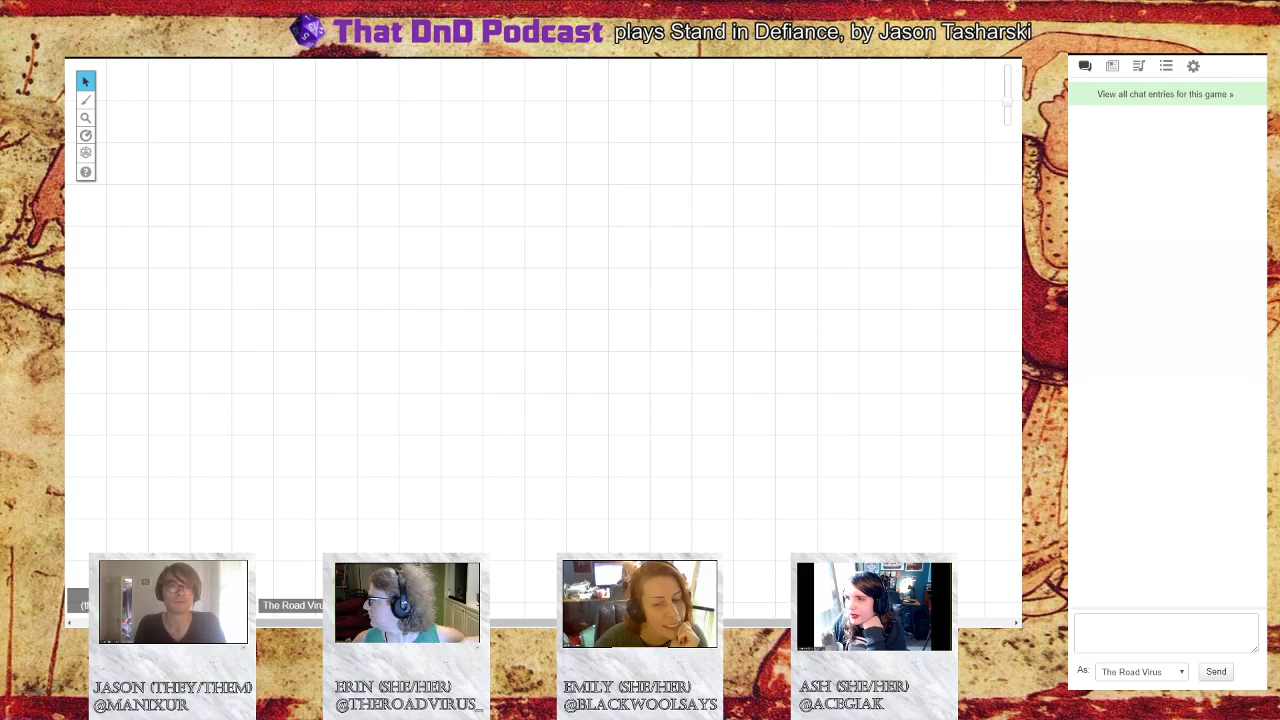 That DnD Podcast plays Stand in Defiance, by Jason Tasharski
View all chat entries for this game »
The Road Viru
As: The Road Virus Send
JASON (THEY/THEM)
@MANIXUR
ERIN (SHE/HER)
@THEROADVIRUS_
EMILY (SHE/HER)
@BLACKWOOLSAYS
ASH (SHE/HER)
@ACEGIAK